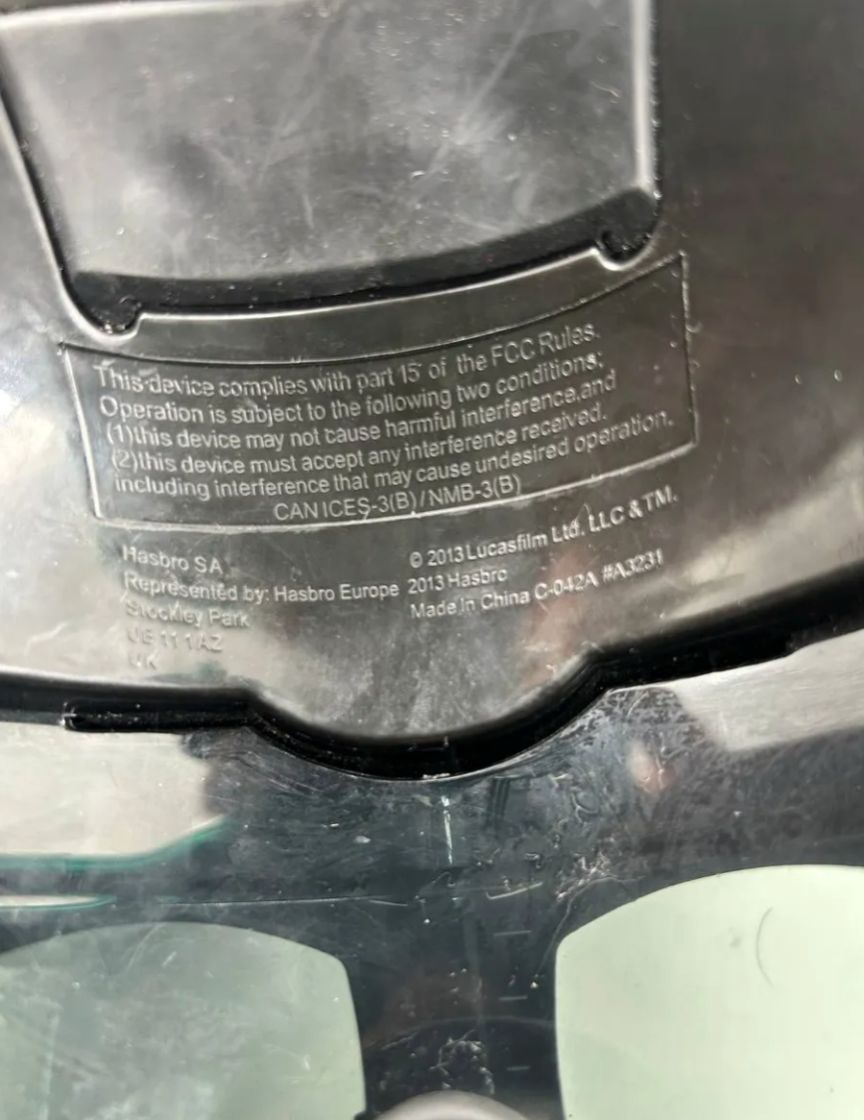 This device complies with part 15 of the FCC Rules.
Operation is subject to the following two conditions:
(1)this device may not cause harmful interference,and
(2)this device must accept any interference received.
including interference that may cause undesired operation.
CAN ICES-3(B) / NMB-3(B)
Hasbro SA
Represented by: Hasbro Europe
Stockley Park
UB 11 1AZ
UK
© 2013 Lucasfilm Ltd. LLC & TM.
2013 Hasbro
Made in China C-042A #A3231